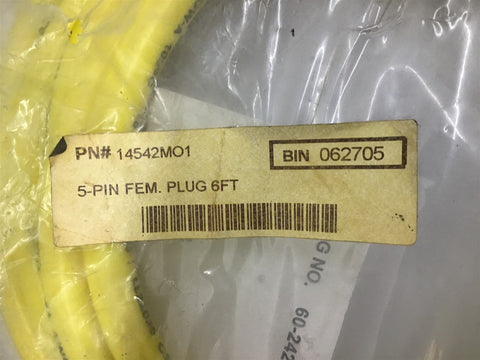 PN# 14542MO1
BIN 062705
5-PIN FEM. PLUG 6FT
G NO. 60-242